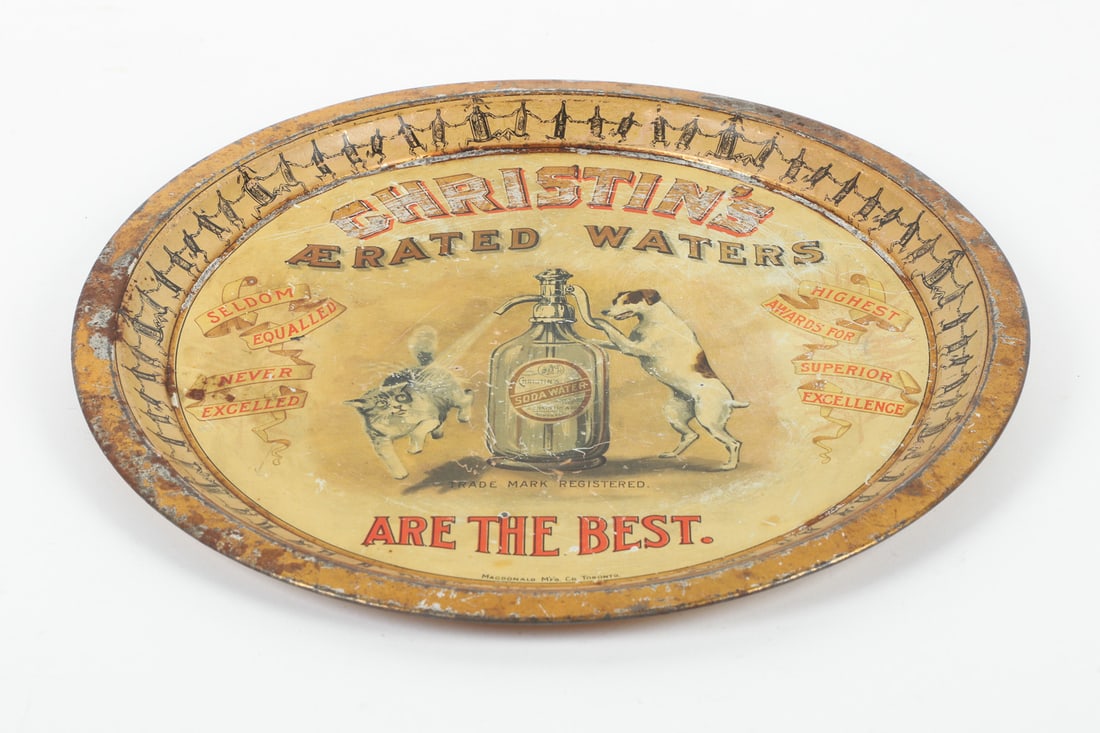 CHRISTIN'S
ÆRATED WATERS
SELDOM
EQUALLED
NEVER
EXCELLED
HIGHEST
AWARDS FOR
SUPERIOR
EXCELLENCE
SODA WATER
TRADE MARK REGISTERED.
ARE THE BEST.
MACDONALD M'F'G. CO TORONTO.